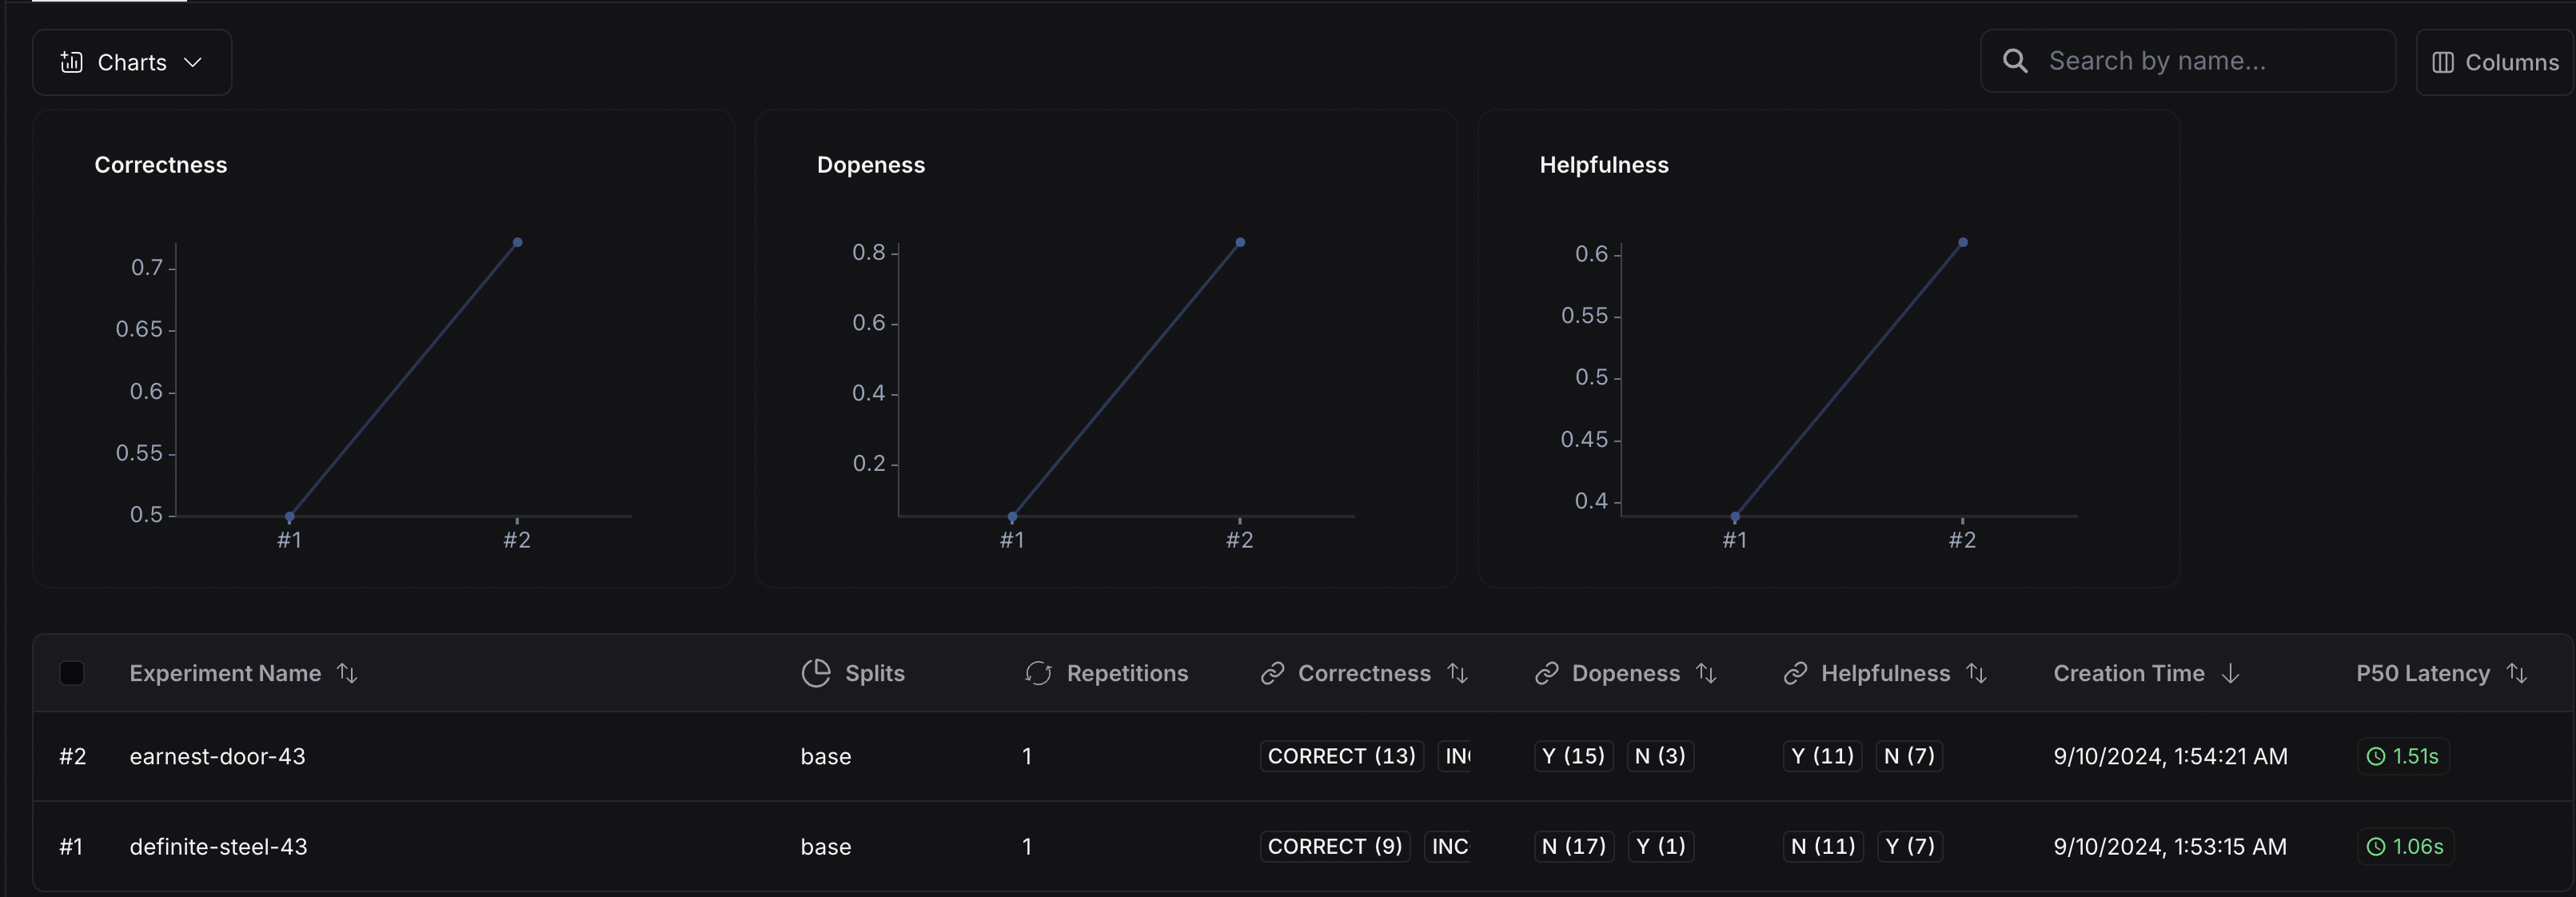 Charts
Search by name...
Columns
Correctness
0.7
0.65
0.6
0.55
0.5
#1 #2
Dopeness
0.8
0.6
0.4
0.2
#1 #2
Helpfulness
0.6
0.55
0.5
0.45
0.4
#1 #2
Experiment Name Splits Repetitions Correctness Dopeness Helpfulness Creation Time P50 Latency
#2 earnest-door-43 base 1 CORRECT (13) Y (15) N (3) Y (11) N (7) 9/10/2024, 1:54:21 AM 1.51s
#1 definite-steel-43 base 1 CORRECT (9) INC N (17) Y (1) N (11) Y (7) 9/10/2024, 1:53:15 AM 1.06s